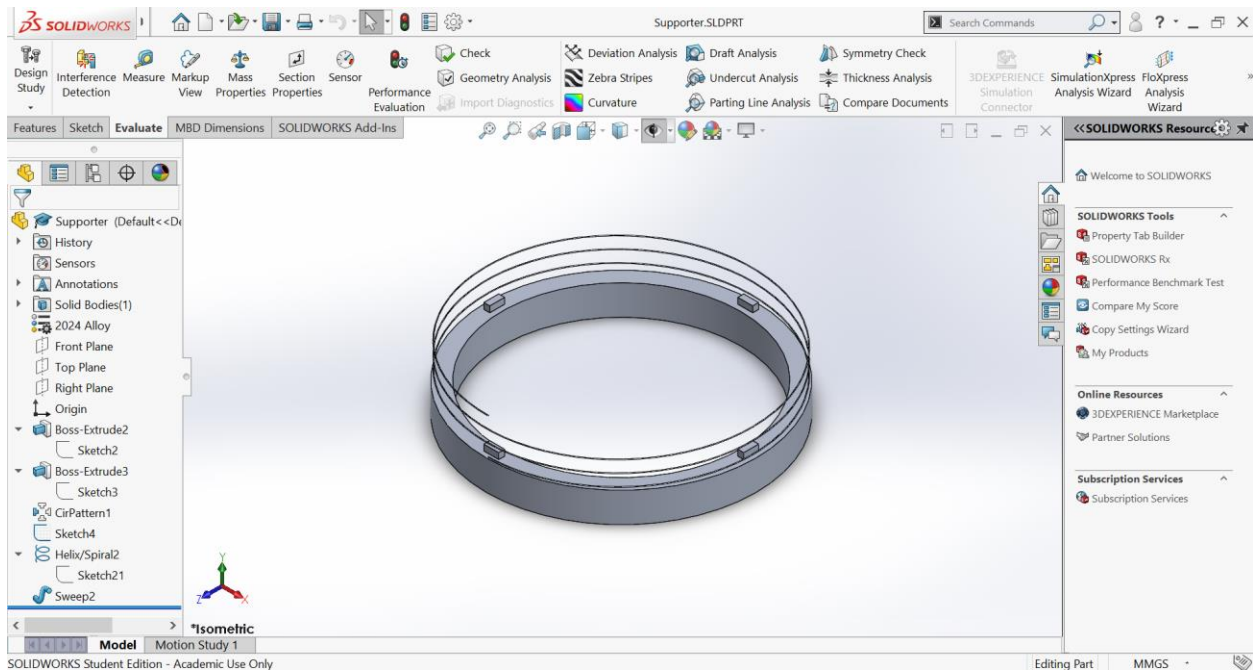 SOLIDWORKS
Supporter.SLDPRT
Search Commands
Design Study
Interference Detection
Measure
Markup View
Mass Properties
Section Properties
Sensor
Performance Evaluation
Check
Geometry Analysis
Import Diagnostics
Deviation Analysis
Zebra Stripes
Curvature
Draft Analysis
Undercut Analysis
Parting Line Analysis
Symmetry Check
Thickness Analysis
Compare Documents
3DEXPERIENCE Simulation Connector
SimulationXpress Analysis Wizard
FloXpress Analysis Wizard
Features Sketch Evaluate MBD Dimensions SOLIDWORKS Add-Ins
<<SOLIDWORKS Resourc
Supporter (Default<<De
History
Sensors
Annotations
Solid Bodies(1)
2024 Alloy
Front Plane
Top Plane
Right Plane
Origin
Boss-Extrude2
Sketch2
Boss-Extrude3
Sketch3
CirPattern1
Sketch4
Helix/Spiral2
Sketch21
Sweep2
Y
Z X
*Isometric
Welcome to SOLIDWORKS
SOLIDWORKS Tools
Property Tab Builder
SOLIDWORKS Rx
Performance Benchmark Test
Compare My Score
Copy Settings Wizard
My Products
Online Resources
3DEXPERIENCE Marketplace
Partner Solutions
Subscription Services
Subscription Services
Model Motion Study 1
SOLIDWORKS Student Edition - Academic Use Only
Editing Part MMGS